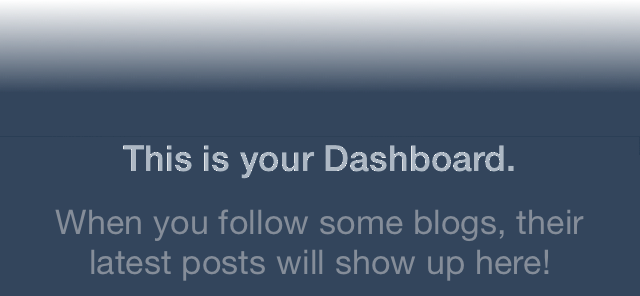 This is your Dashboard.
When you follow some blogs, their
latest posts will show up here!